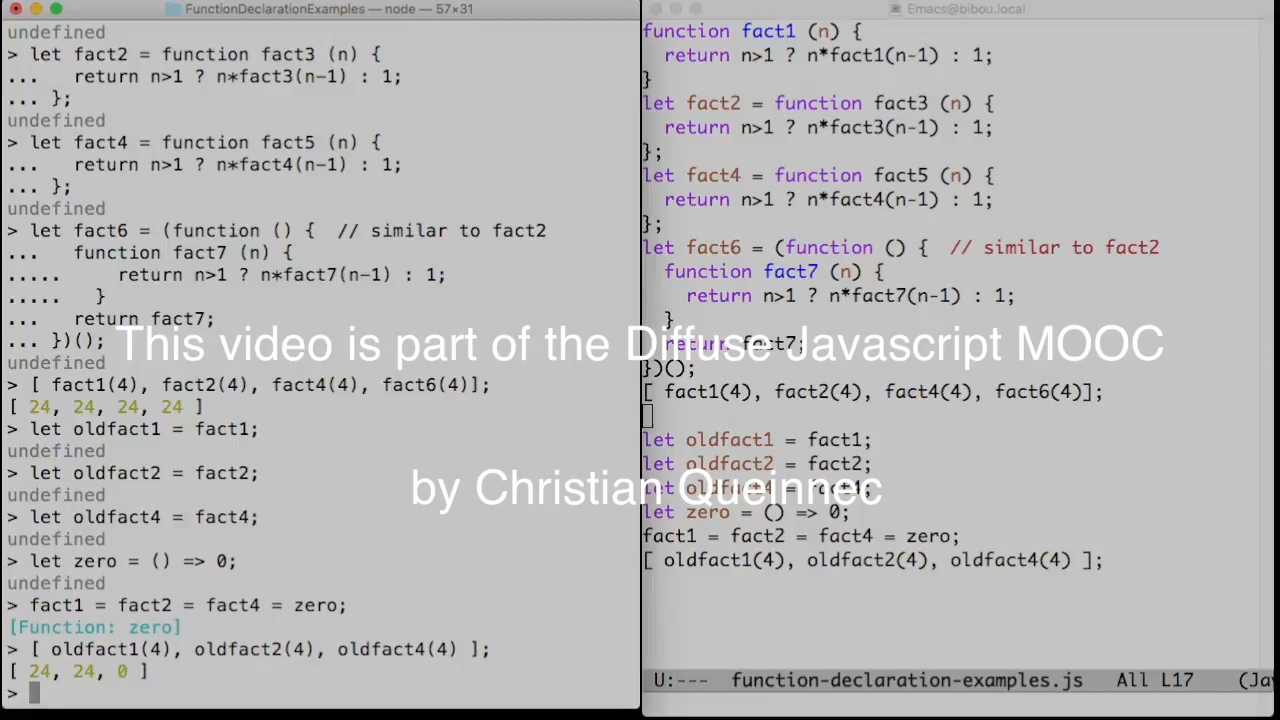 FunctionDeclarationExamples — node — 57×31
undefined
> let fact2 = function fact3 (n) {
...   return n>1 ? n*fact3(n-1) : 1;
... };
undefined
> let fact4 = function fact5 (n) {
...   return n>1 ? n*fact4(n-1) : 1;
... };
undefined
> let fact6 = (function () {  // similar to fact2
...   function fact7 (n) {
.....     return n>1 ? n*fact7(n-1) : 1;
.....   }
...   return fact7;
... })();
undefined
> [ fact1(4), fact2(4), fact4(4), fact6(4)];
[ 24, 24, 24, 24 ]
> let oldfact1 = fact1;
undefined
> let oldfact2 = fact2;
undefined
> let oldfact4 = fact4;
undefined
> let zero = () => 0;
undefined
> fact1 = fact2 = fact4 = zero;
[Function: zero]
> [ oldfact1(4), oldfact2(4), oldfact4(4) ];
[ 24, 24, 0 ]
>
Emacs@bibou.local
function fact1 (n) {
  return n>1 ? n*fact1(n-1) : 1;
}
let fact2 = function fact3 (n) {
  return n>1 ? n*fact3(n-1) : 1;
};
let fact4 = function fact5 (n) {
  return n>1 ? n*fact4(n-1) : 1;
};
let fact6 = (function () {  // similar to fact2
  function fact7 (n) {
    return n>1 ? n*fact7(n-1) : 1;
  }
  return fact7;
})();
[ fact1(4), fact2(4), fact4(4), fact6(4)];
let oldfact1 = fact1;
let oldfact2 = fact2;
let oldfact4 = fact4;
let zero = () => 0;
fact1 = fact2 = fact4 = zero;
[ oldfact1(4), oldfact2(4), oldfact4(4) ];
U:---  function-declaration-examples.js   All L17    (Ja
This video is part of the Diffuse Javascript MOOC
by Christian Queinnec